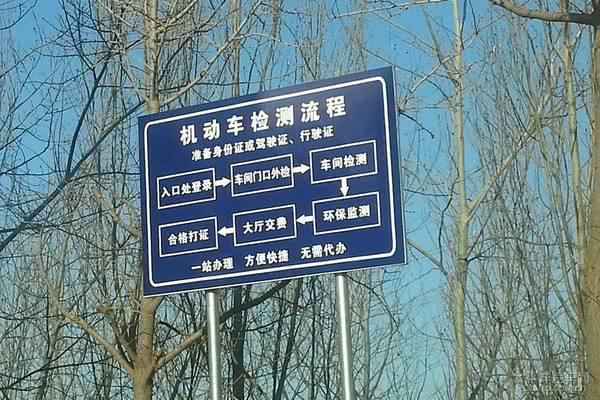 机动车检测流程
准备身份证或驾驶证、行驶证
入口处登录 车间门口外检 车间检测
合格打证 大厅交费 环保监测
一站办理 方便快捷 无需代办